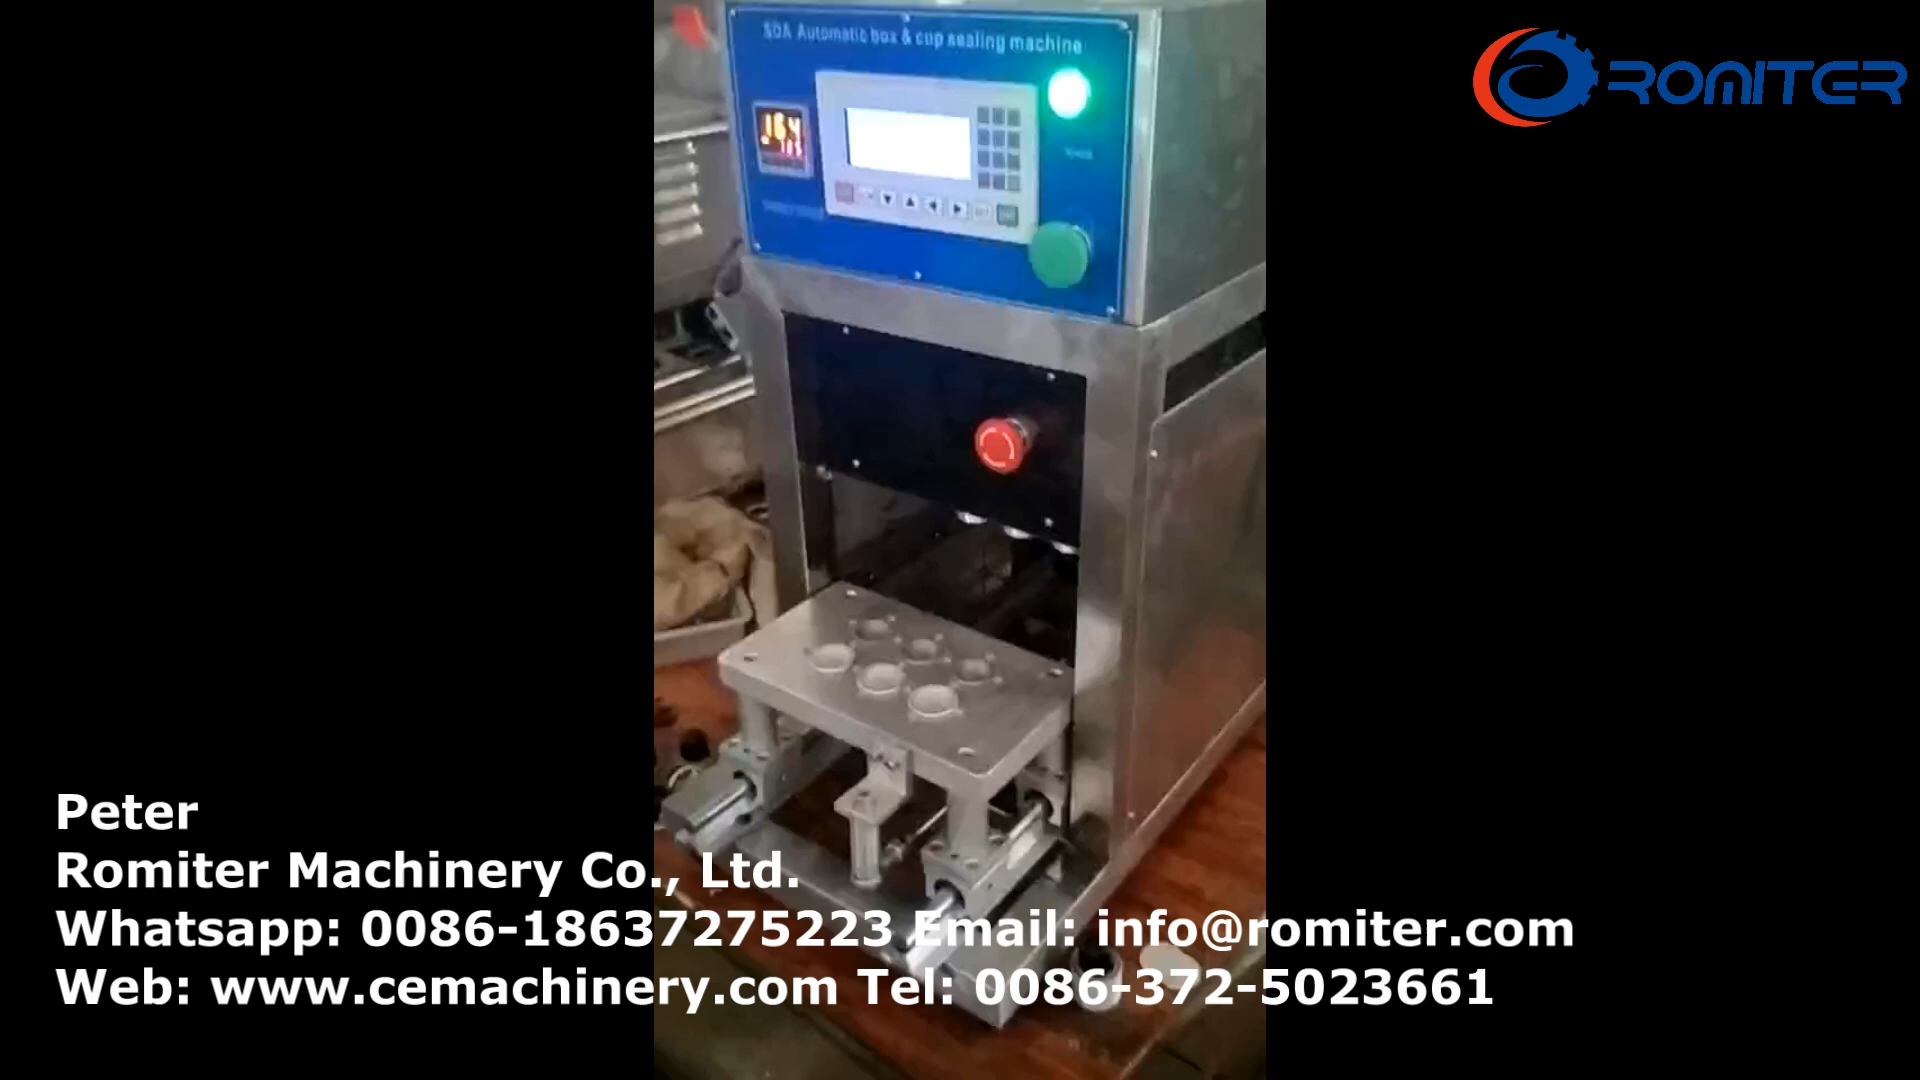 SDA Automatic box & cup sealing machine
ROMITER
Peter
Romiter Machinery Co., Ltd.
Whatsapp: 0086-18637275223 Email: info@romiter.com
Web: www.cemachinery.com Tel: 0086-372-5023661